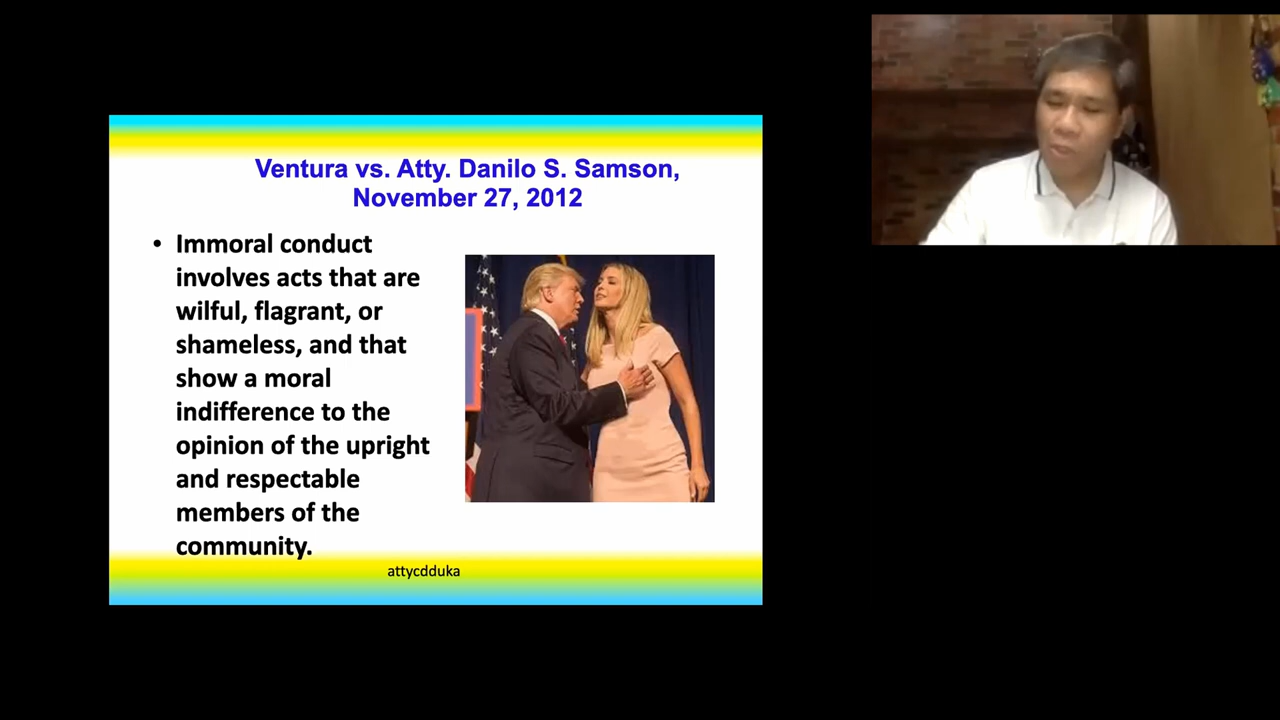 Ventura vs. Atty. Danilo S. Samson,
November 27, 2012
• Immoral conduct
involves acts that are
wilful, flagrant, or
shameless, and that
show a moral
indifference to the
opinion of the upright
and respectable
members of the
community.
attycdduka